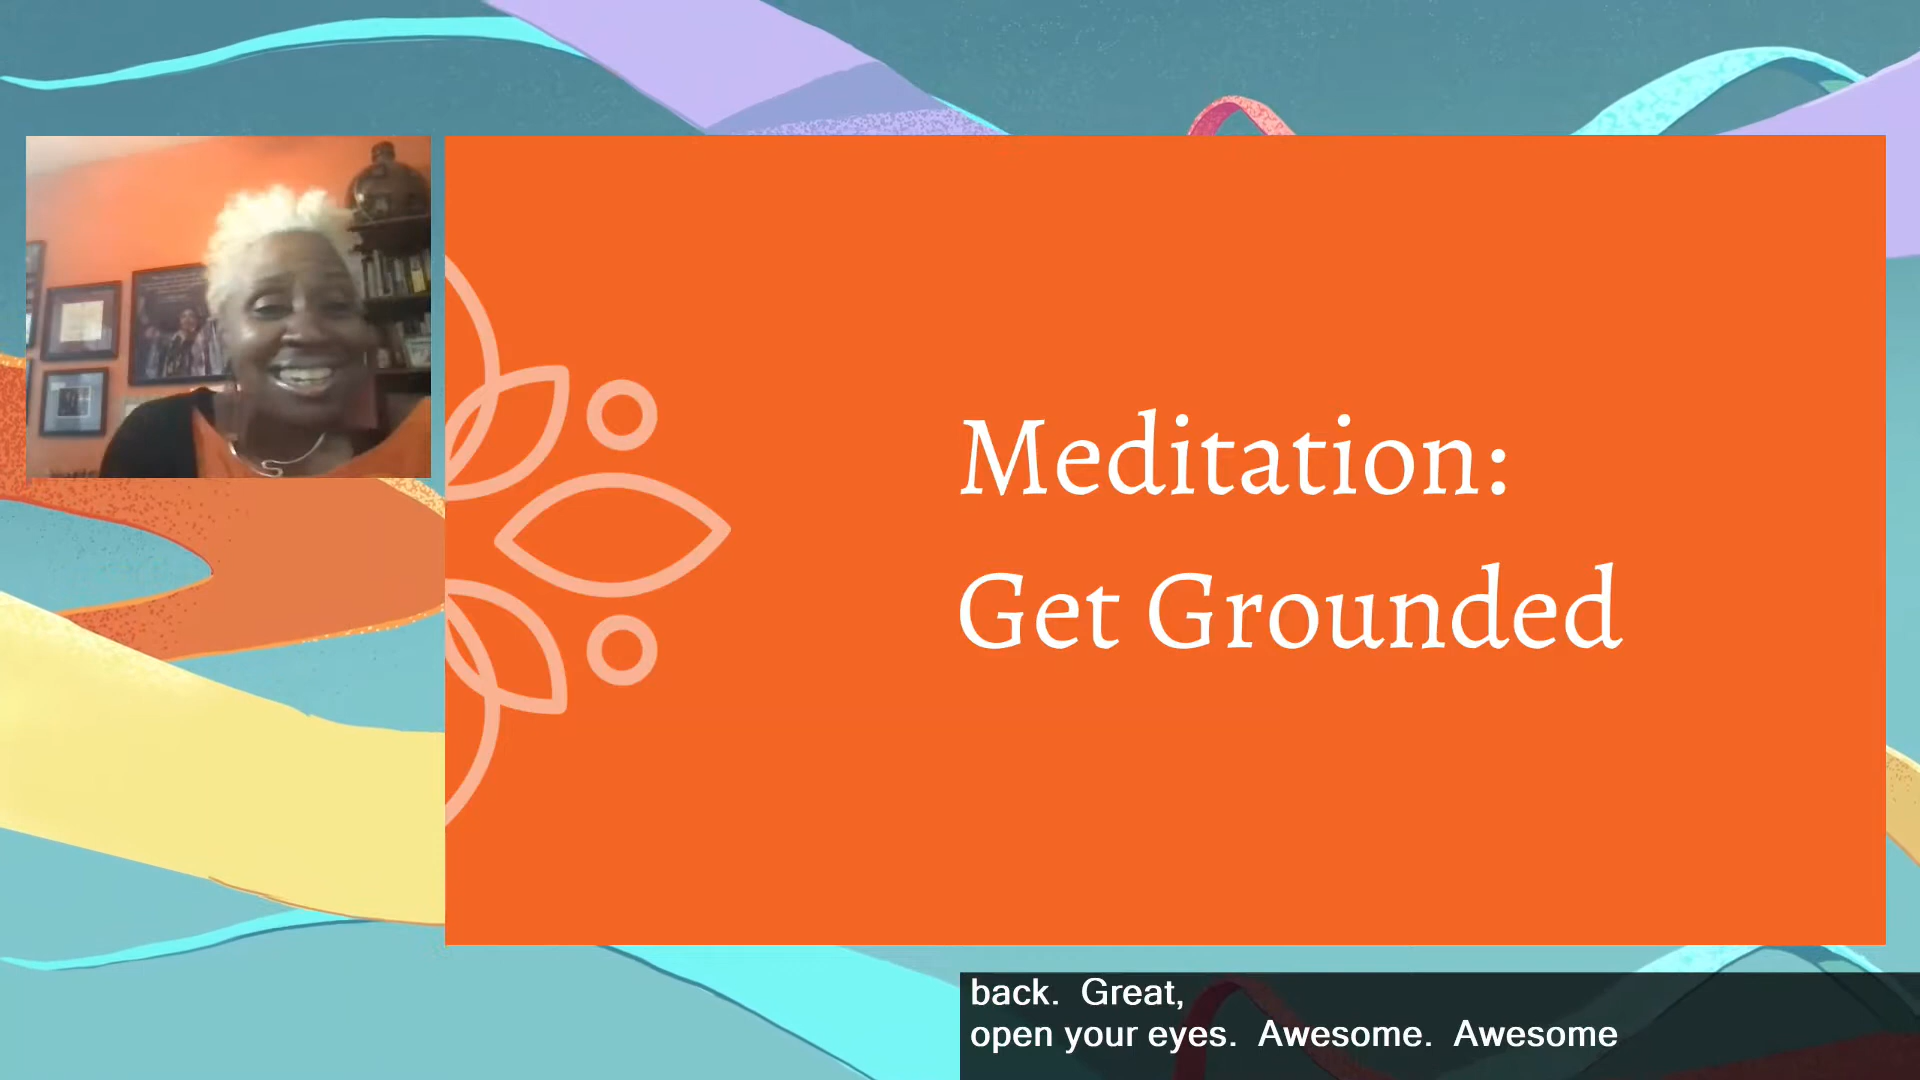 Meditation:
Get Grounded
back.  Great,
open your eyes.  Awesome.  Awesome